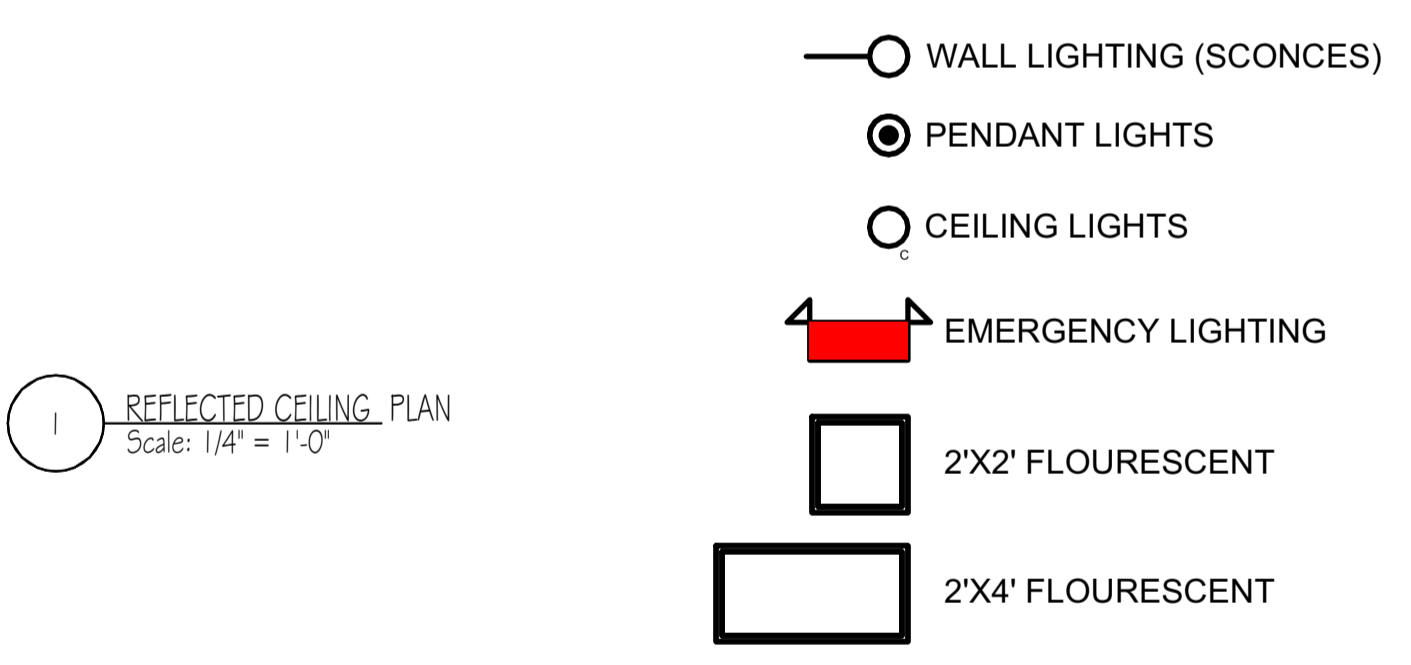 WALL LIGHTING (SCONCES)
PENDANT LIGHTS
CEILING LIGHTS
C
EMERGENCY LIGHTING
1
REFLECTED CEILING PLAN
Scale: 1/4" = 1'-0"
2'X2' FLOURESCENT
2'X4' FLOURESCENT